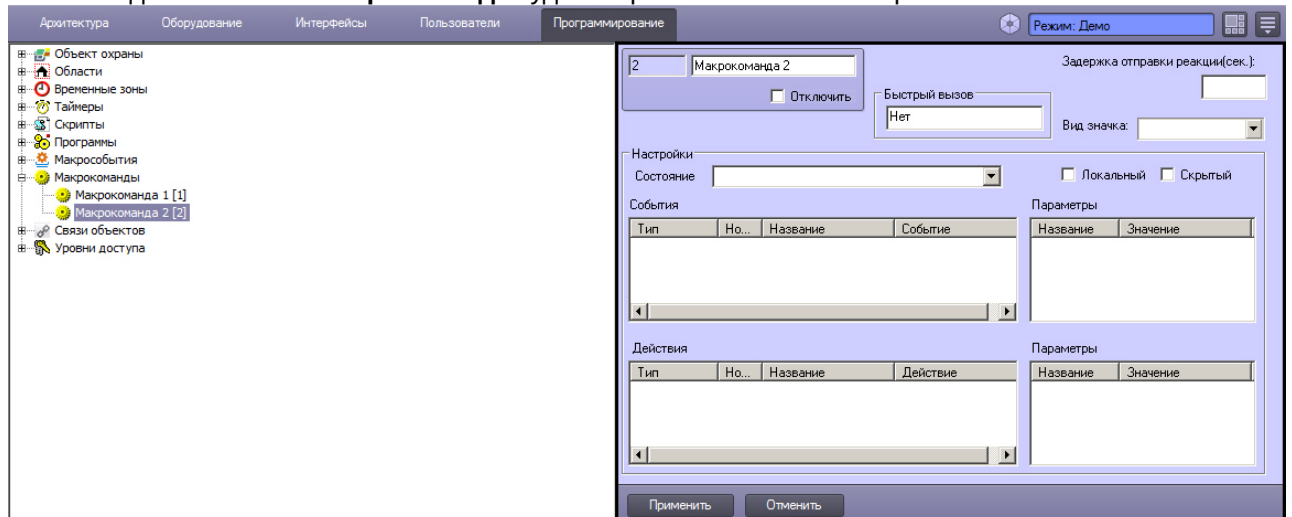 Архитектура Оборудование Интерфейсы Пользователи Программирование Режим: Демо
Объект охраны
Области
Временные зоны
Таймеры
Скрипты
Программы
Макрособытия
Макрокоманды
Макрокоманда 1 [1]
Макрокоманда 2 [2]
Связи объектов
Уровни доступа
2 Макрокоманда 2
Отключить
Быстрый вызов
Нет
Задержка отправки реакции(сек.):
Вид значка:
Настройки
Состояние
Локальный Скрытый
События
Параметры
Тип Но... Название Событие
Название Значение
Действия
Параметры
Тип Но... Название Действие
Название Значение
Применить Отменить